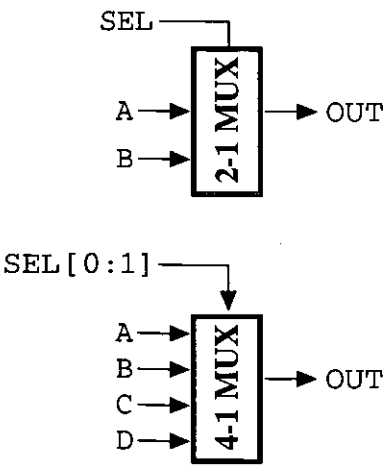 SEL
A
B
2-1 MUX
OUT
SEL[0:1]
A
B
C
D
4-1 MUX
OUT